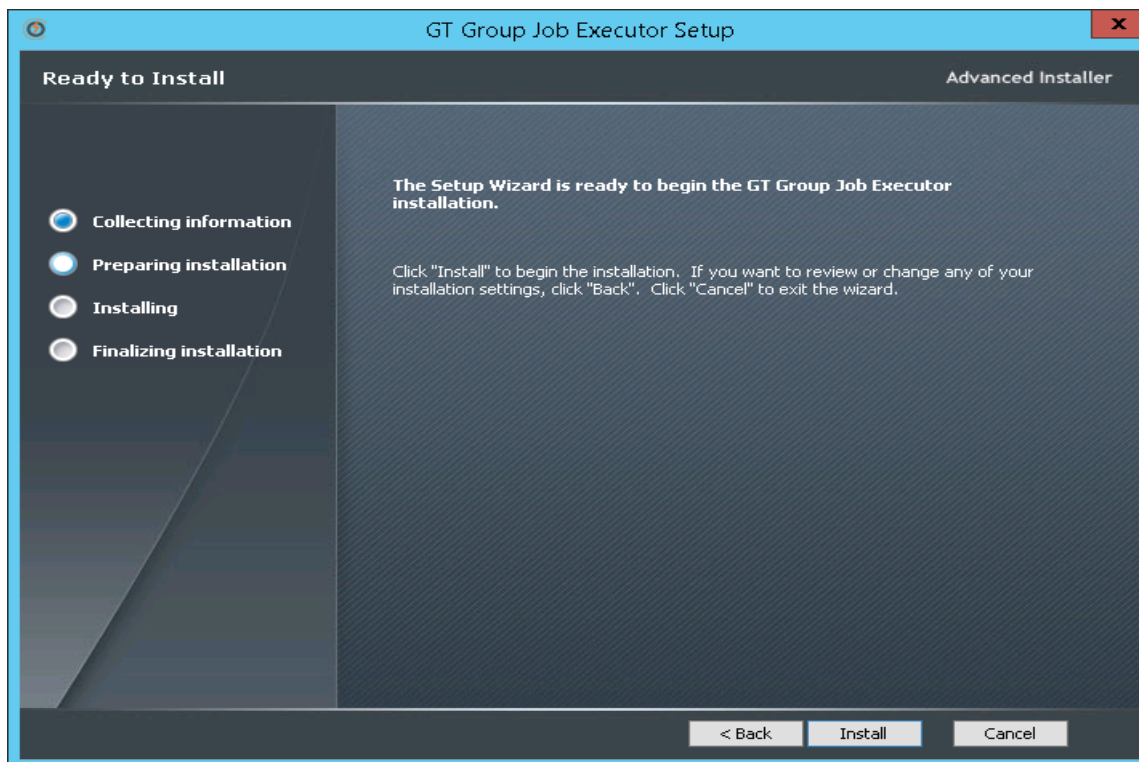 GT Group Job Executor Setup
x
Ready to Install
Advanced Installer
The Setup Wizard is ready to begin the GT Group Job Executor
installation.
Collecting information
Preparing installation
Installing
Finalizing installation
Click "Install" to begin the installation. If you want to review or change any of your
installation settings, click "Back". Click "Cancel" to exit the wizard.
< Back
Install
Cancel